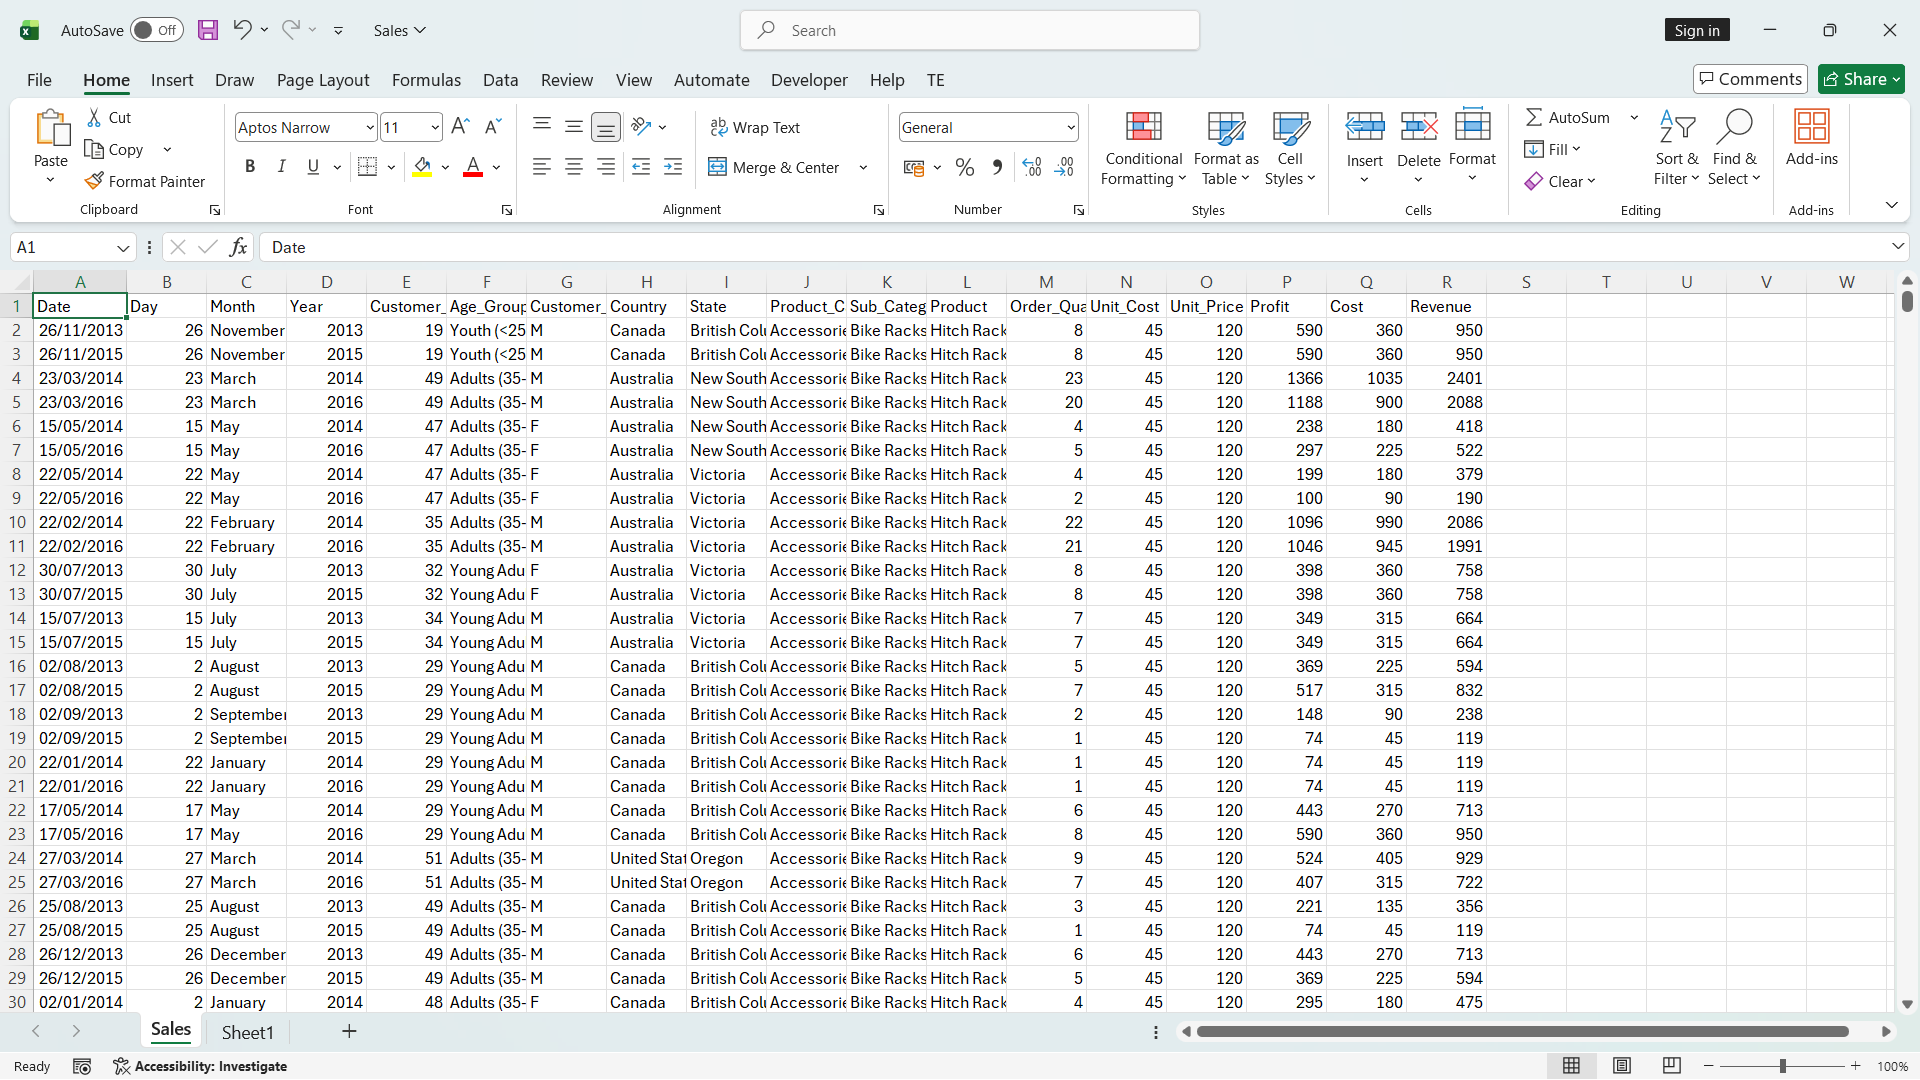 AutoSave Off Sales Search Sign in
File Home Insert Draw Page Layout Formulas Data Review View Automate Developer Help TE Comments Share
Paste Cut Copy Format Painter Clipboard
Aptos Narrow 11 B I U A Font
ab Wrap Text Merge & Center Alignment
General % Number
Conditional Formatting Format as Table Cell Styles Styles
Insert Delete Format Cells
AutoSum Fill Clear Sort & Filter Find & Select Editing
Add-ins Add-ins
A1 fx Date
A B C D E F G H I J K L M N O P Q R S T U V W
1 Date Day Month Year Customer_ Age_Group Customer_ Country State Product_C Sub_Categ Product Order_Qua Unit_Cost Unit_Price Profit Cost Revenue
2 26/11/2013 26 November 2013 19 Youth (<25 M Canada British Colu Accessorie Bike Racks Hitch Rack 8 45 120 590 360 950
3 26/11/2015 26 November 2015 19 Youth (<25 M Canada British Colu Accessorie Bike Racks Hitch Rack 8 45 120 590 360 950
4 23/03/2014 23 March 2014 49 Adults (35- M Australia New South Accessorie Bike Racks Hitch Rack 23 45 120 1366 1035 2401
5 23/03/2016 23 March 2016 49 Adults (35- M Australia New South Accessorie Bike Racks Hitch Rack 20 45 120 1188 900 2088
6 15/05/2014 15 May 2014 47 Adults (35- F Australia New South Accessorie Bike Racks Hitch Rack 4 45 120 238 180 418
7 15/05/2016 15 May 2016 47 Adults (35- F Australia New South Accessorie Bike Racks Hitch Rack 5 45 120 297 225 522
8 22/05/2014 22 May 2014 47 Adults (35- F Australia Victoria Accessorie Bike Racks Hitch Rack 4 45 120 199 180 379
9 22/05/2016 22 May 2016 47 Adults (35- F Australia Victoria Accessorie Bike Racks Hitch Rack 2 45 120 100 90 190
10 22/02/2014 22 February 2014 35 Adults (35- M Australia Victoria Accessorie Bike Racks Hitch Rack 22 45 120 1096 990 2086
11 22/02/2016 22 February 2016 35 Adults (35- M Australia Victoria Accessorie Bike Racks Hitch Rack 21 45 120 1046 945 1991
12 30/07/2013 30 July 2013 32 Young Adu F Australia Victoria Accessorie Bike Racks Hitch Rack 8 45 120 398 360 758
13 30/07/2015 30 July 2015 32 Young Adu F Australia Victoria Accessorie Bike Racks Hitch Rack 8 45 120 398 360 758
14 15/07/2013 15 July 2013 34 Young Adu M Australia Victoria Accessorie Bike Racks Hitch Rack 7 45 120 349 315 664
15 15/07/2015 15 July 2015 34 Young Adu M Australia Victoria Accessorie Bike Racks Hitch Rack 7 45 120 349 315 664
16 02/08/2013 2 August 2013 29 Young Adu M Canada British Colu Accessorie Bike Racks Hitch Rack 5 45 120 369 225 594
17 02/08/2015 2 August 2015 29 Young Adu M Canada British Colu Accessorie Bike Racks Hitch Rack 7 45 120 517 315 832
18 02/09/2013 2 September 2013 29 Young Adu M Canada British Colu Accessorie Bike Racks Hitch Rack 2 45 120 148 90 238
19 02/09/2015 2 September 2015 29 Young Adu M Canada British Colu Accessorie Bike Racks Hitch Rack 1 45 120 74 45 119
20 22/01/2014 22 January 2014 29 Young Adu M Canada British Colu Accessorie Bike Racks Hitch Rack 1 45 120 74 45 119
21 22/01/2016 22 January 2016 29 Young Adu M Canada British Colu Accessorie Bike Racks Hitch Rack 1 45 120 74 45 119
22 17/05/2014 17 May 2014 29 Young Adu M Canada British Colu Accessorie Bike Racks Hitch Rack 6 45 120 443 270 713
23 17/05/2016 17 May 2016 29 Young Adu M Canada British Colu Accessorie Bike Racks Hitch Rack 8 45 120 590 360 950
24 27/03/2014 27 March 2014 51 Adults (35- M United Stat Oregon Accessorie Bike Racks Hitch Rack 9 45 120 524 405 929
25 27/03/2016 27 March 2016 51 Adults (35- M United Stat Oregon Accessorie Bike Racks Hitch Rack 7 45 120 407 315 722
26 25/08/2013 25 August 2013 49 Adults (35- M Canada British Colu Accessorie Bike Racks Hitch Rack 3 45 120 221 135 356
27 25/08/2015 25 August 2015 49 Adults (35- M Canada British Colu Accessorie Bike Racks Hitch Rack 1 45 120 74 45 119
28 26/12/2013 26 December 2013 49 Adults (35- M Canada British Colu Accessorie Bike Racks Hitch Rack 6 45 120 443 270 713
29 26/12/2015 26 December 2015 49 Adults (35- M Canada British Colu Accessorie Bike Racks Hitch Rack 5 45 120 369 225 594
30 02/01/2014 2 January 2014 48 Adults (35- F Canada British Colu Accessorie Bike Racks Hitch Rack 4 45 120 295 180 475
Sales Sheet1
Ready Accessibility: Investigate 100%